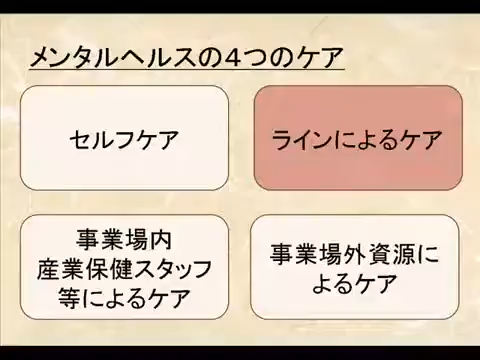 メンタルヘルスの４つのケア
セルフケア
ラインによるケア
事業場内
産業保健スタッフ
等によるケア
事業場外資源に
よるケア